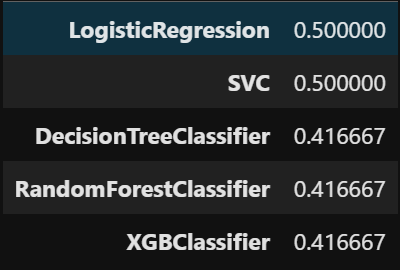 LogisticRegression 0.500000
SVC 0.500000
DecisionTreeClassifier 0.416667
RandomForestClassifier 0.416667
XGBClassifier 0.416667